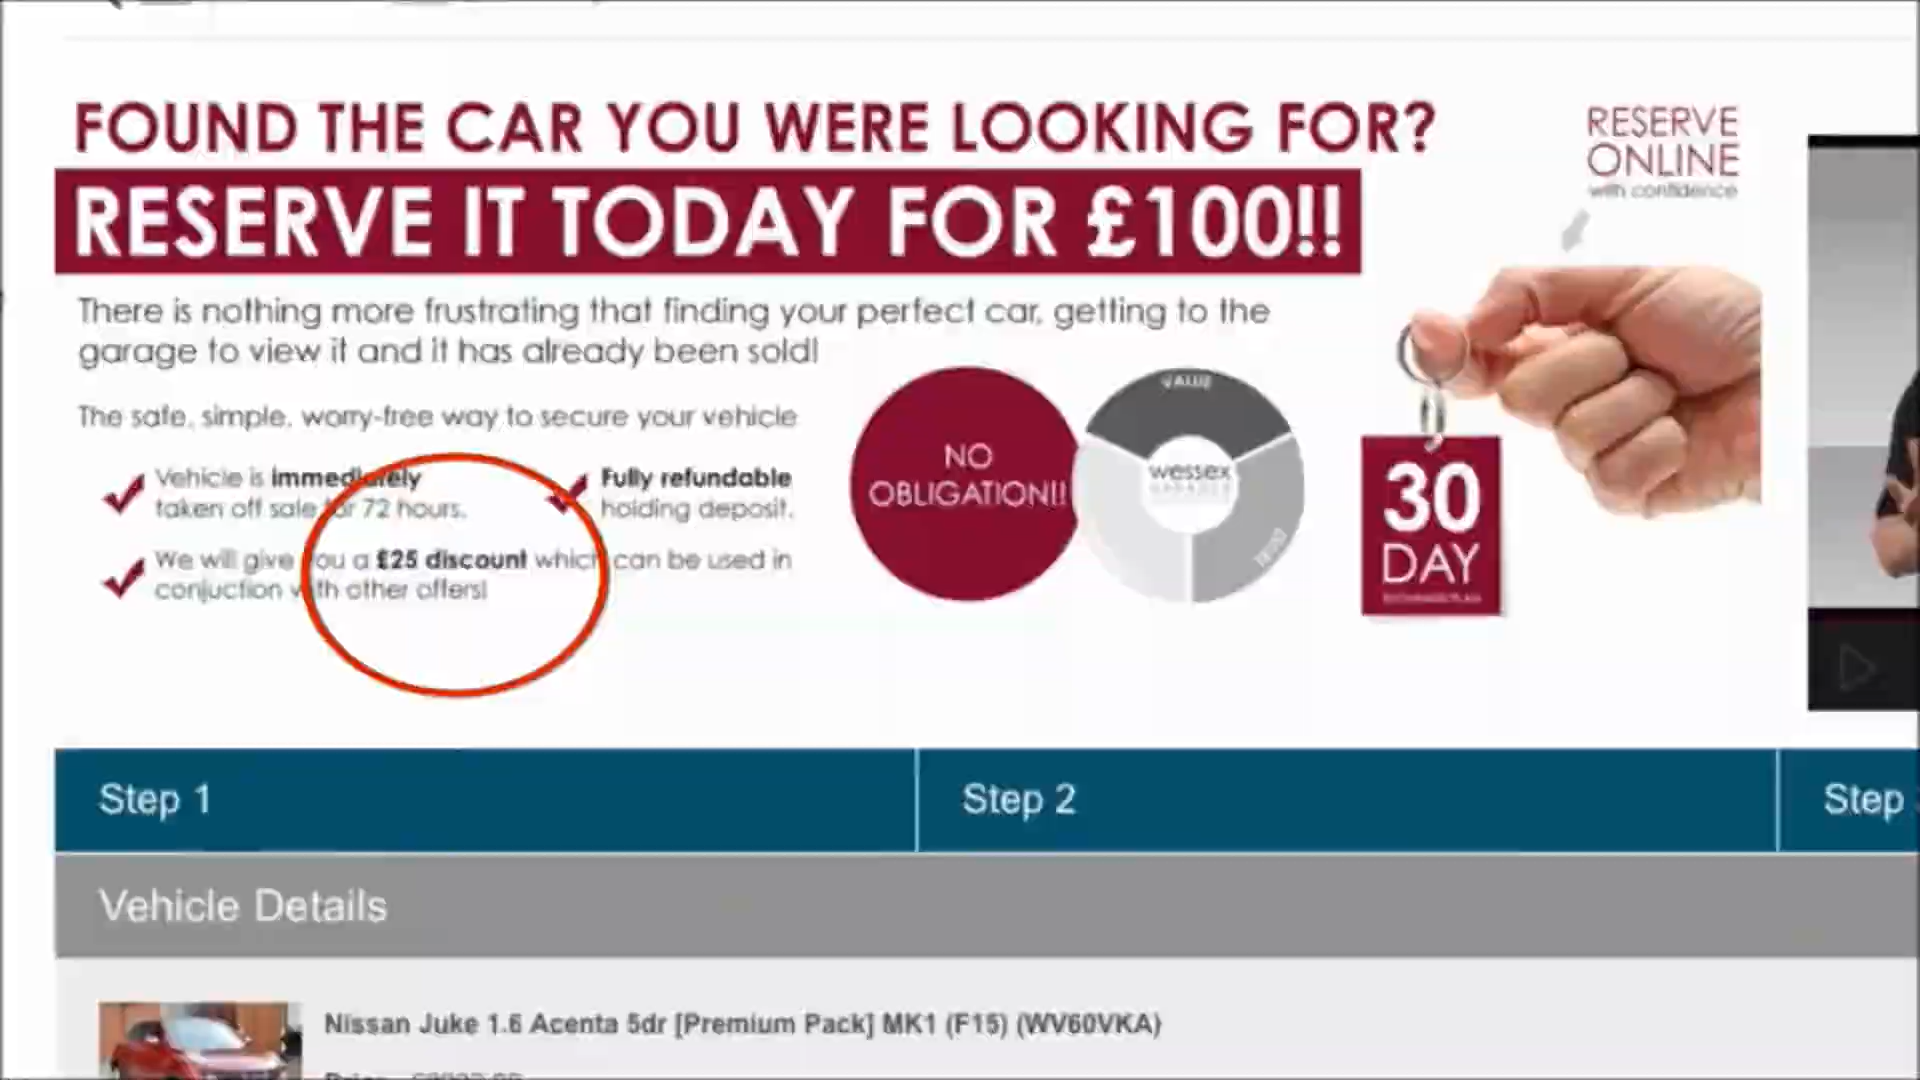 FOUND THE CAR YOU WERE LOOKING FOR?
RESERVE IT TODAY FOR £100!!
There is nothing more frustrating that finding your perfect car, getting to the
garage to view it and it has already been sold!
The safe, simple, worry-free way to secure your vehicle
Vehicle is immediately
taken off sale for 72 hours.
Fully refundable
holding deposit.
We will give you a £25 discount which can be used in
conjuction with other offers!
NO
OBLIGATION!!
VALUE
wessex
GARAGES
TRUST
RESERVE
ONLINE
with confidence
30
DAY
Step 1
Step 2
Step
Vehicle Details
Nissan Juke 1.6 Acenta 5dr [Premium Pack] MK1 (F15) (WV60VKA)